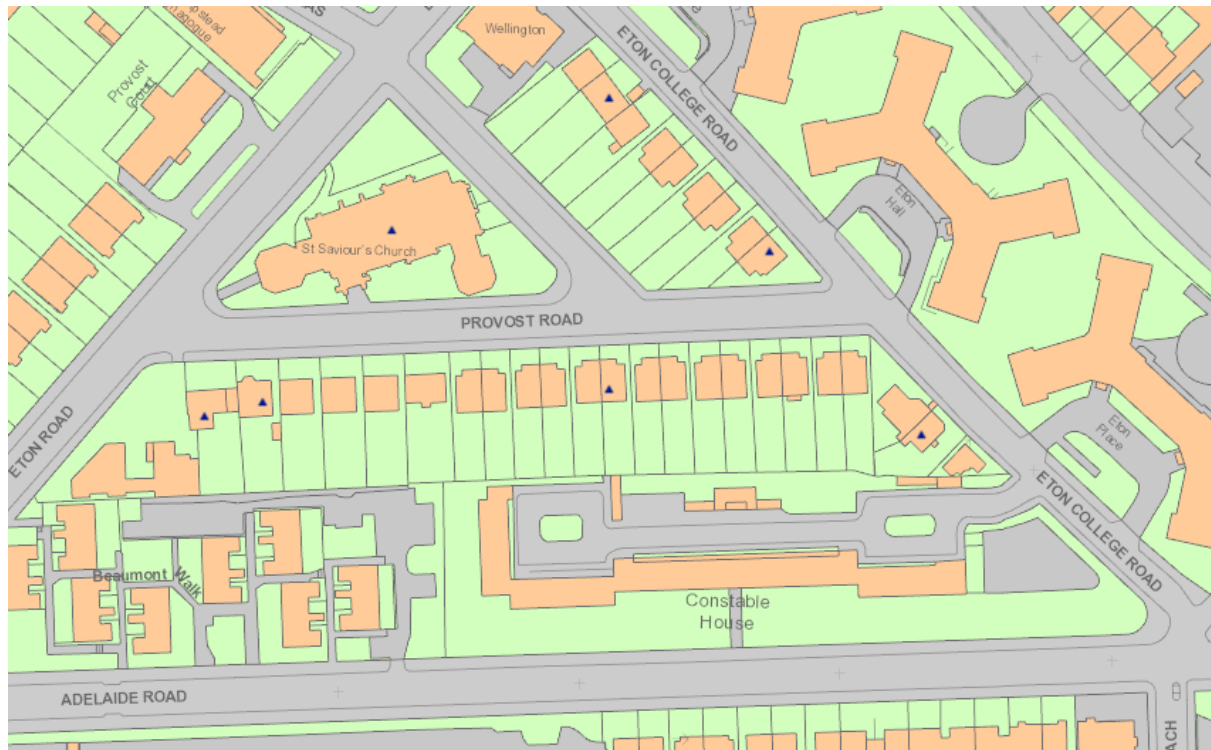 Wellington
ETON COLLEGE ROAD
Provost
Court
St Saviour's Church
Eton
Hall
PROVOST ROAD
ETON ROAD
Eton
Place
ETON COLLEGE ROAD
Beaumont Walk
Constable
House
ADELAIDE ROAD